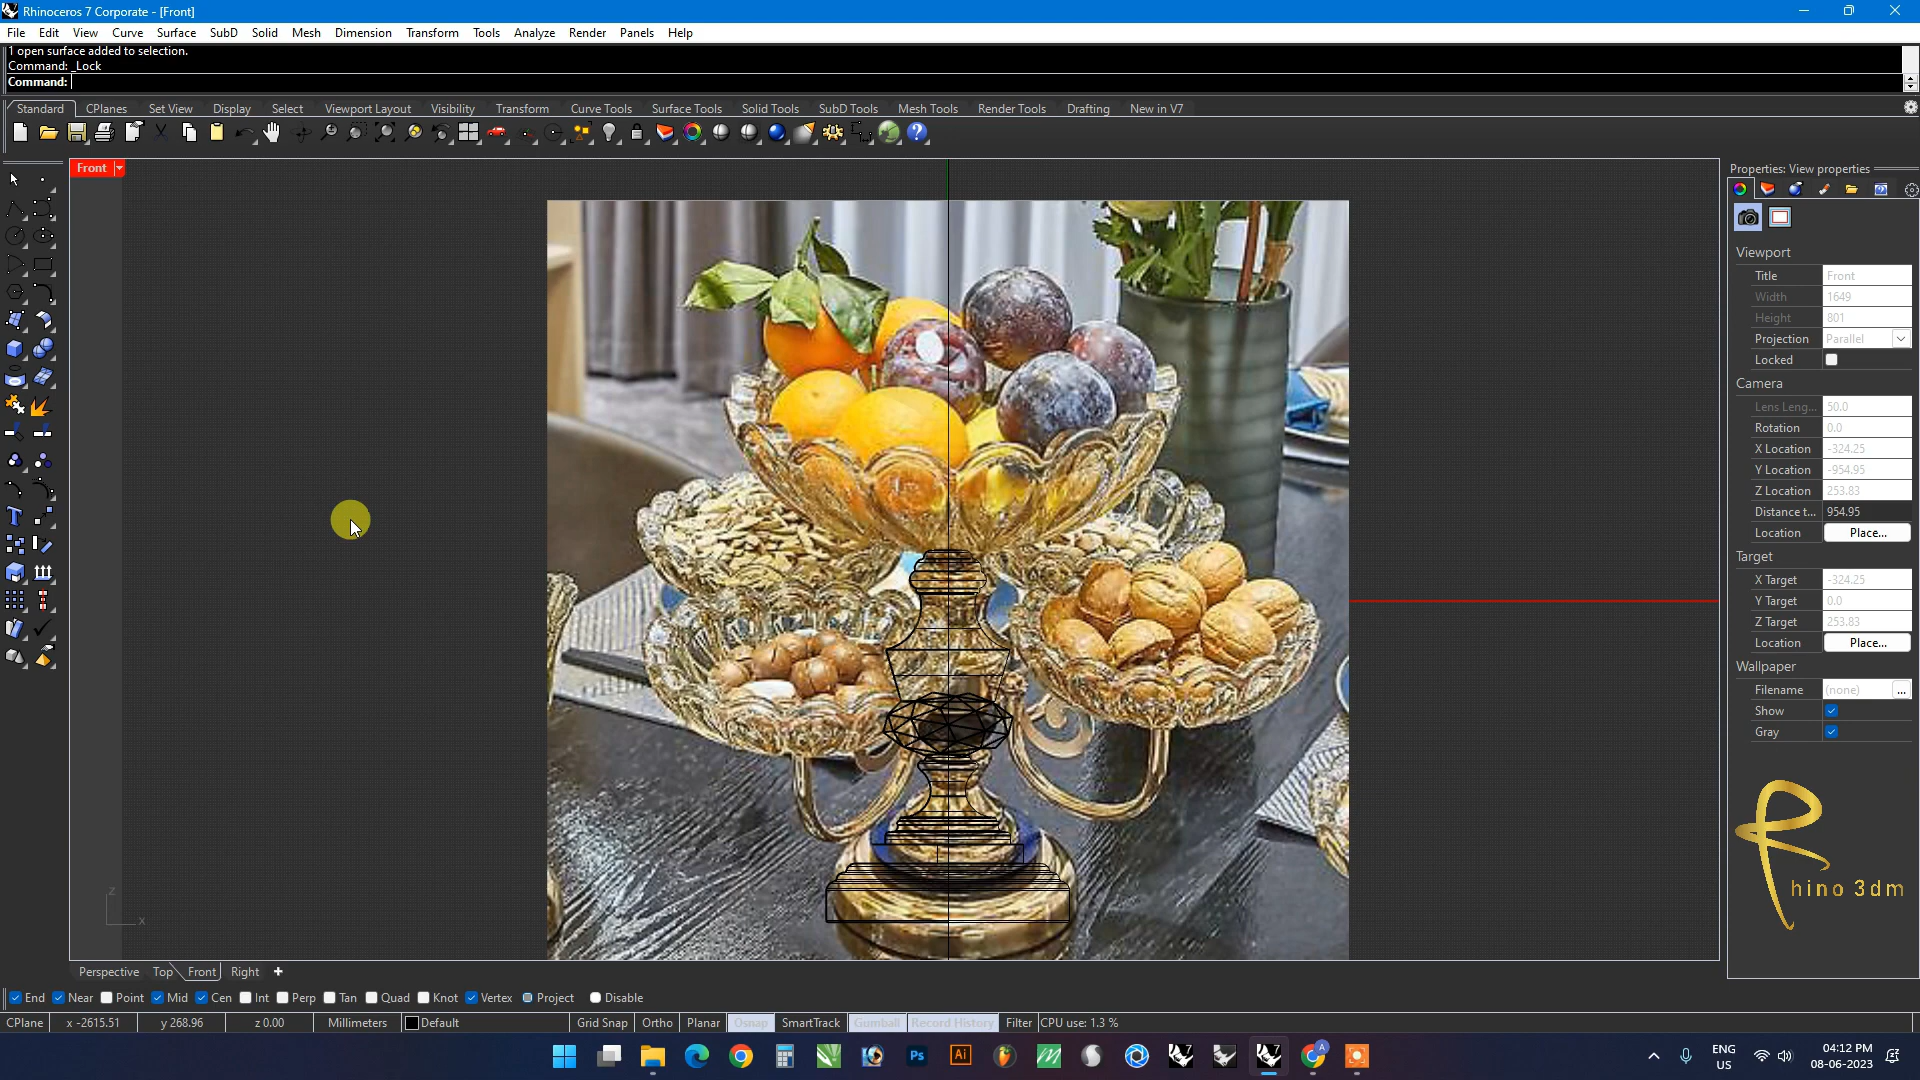 Rhinoceros 7 Corporate - [Front]
File Edit View Curve Surface SubD Solid Mesh Dimension Transform Tools Analyze Render Panels Help
1 open surface added to selection.
Command: _Lock
Command:
Standard CPlanes Set View Display Select Viewport Layout Visibility Transform Curve Tools Surface Tools Solid Tools SubD Tools Mesh Tools Render Tools Drafting New in V7
Front
Properties: View properties
Viewport
Title Front
Width 1649
Height 801
Projection Parallel
Locked
Camera
Lens Leng... 50.0
Rotation 0.0
X Location -324.25
Y Location -954.95
Z Location 253.83
Distance t... 954.95
Location Place...
Target
X Target -324.25
Y Target 0.0
Z Target 253.83
Location Place...
Wallpaper
Filename (none) ...
Show
Gray
Rhino 3dm
z
x
Perspective Top Front Right
End Near Point Mid Cen Int Perp Tan Quad Knot Vertex Project Disable
CPlane x -2615.51 y 268.96 z 0.00 Millimeters Default Grid Snap Ortho Planar Osnap SmartTrack Gumball Record History Filter CPU use: 1.3 %
Ps Ai
ENG
US
04:12 PM
08-06-2023